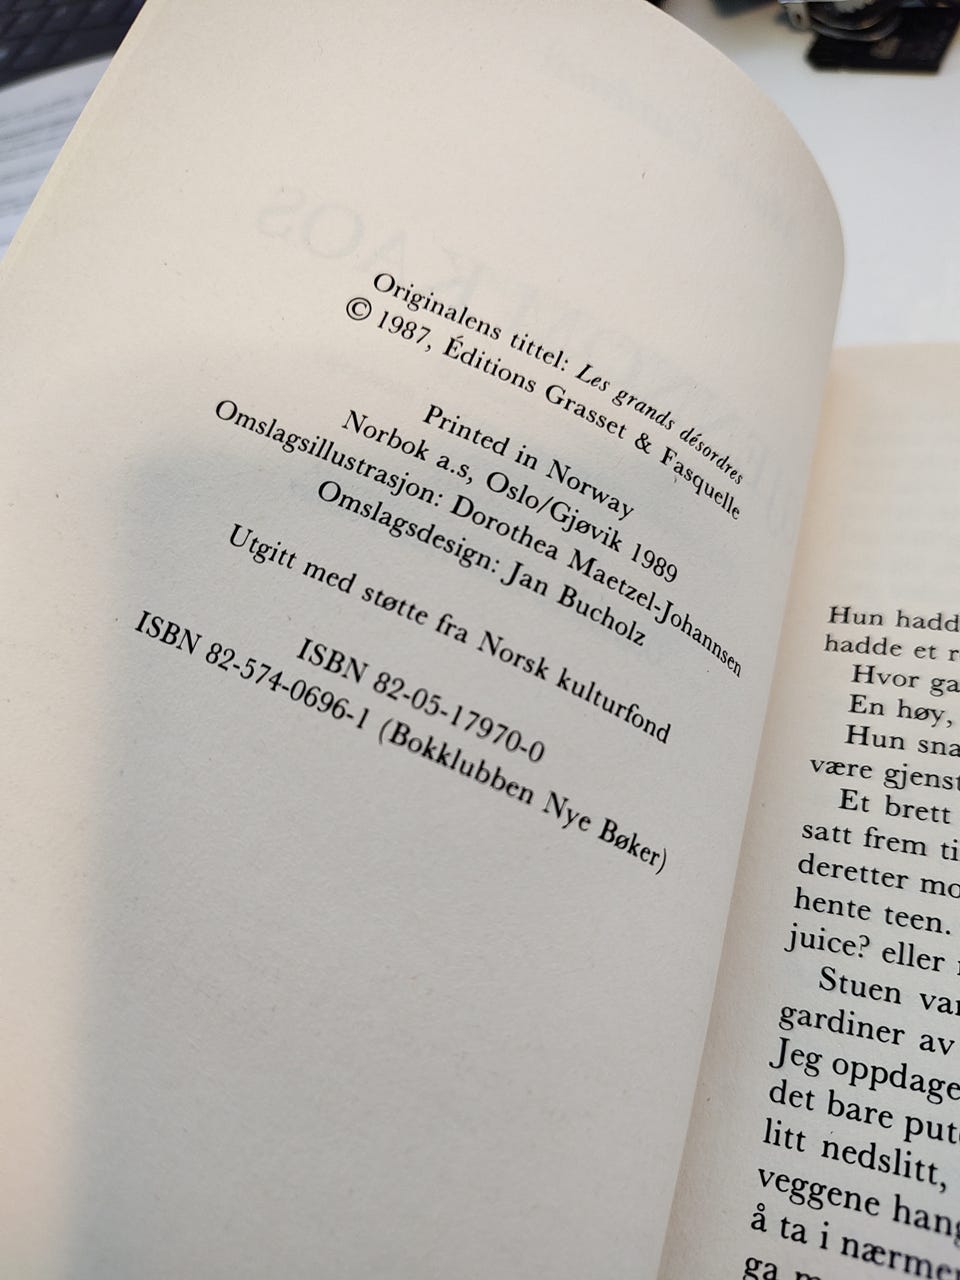 Originalens tittel: Les grands désordres
© 1987, Éditions Grasset & Fasquelle
Printed in Norway
Norbok a.s, Oslo/Gjøvik 1989
Omslagsillustrasjon: Dorothea Maetzel-Johannsen
Omslagsdesign: Jan Bucholz
Utgitt med støtte fra Norsk kulturfond
ISBN 82-05-17970-0
ISBN 82-574-0696-1 (Bokklubben Nye Bøker)
Hun hadd
hadde et r
Hvor ga
En høy,
Hun sna
være gjenst
Et brett
satt frem ti
deretter mo
hente teen.
juice? eller
Stuen var
gardiner av
Jeg oppdage
det bare put
litt nedslitt,
veggene hang
å ta i nærme
ga